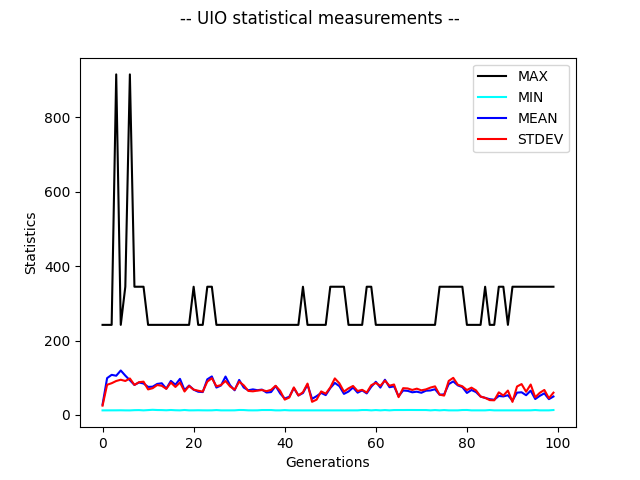 -- UIO statistical measurements --
MAX
MIN
MEAN
STDEV
Statistics
800
600
400
200
0
0 20 40 60 80 100
Generations